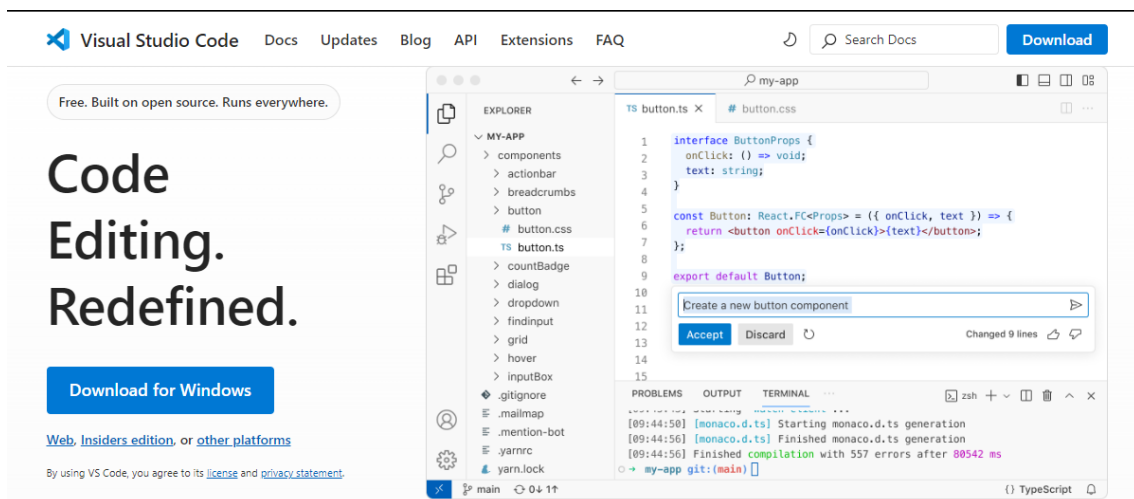 Visual Studio Code Docs Updates Blog API Extensions FAQ Search Docs Download
Free. Built on open source. Runs everywhere.
Code
Editing.
Redefined.
Download for Windows
Web, Insiders edition, or other platforms
By using VS Code, you agree to its license and privacy statement.
my-app
EXPLORER
MY-APP
components
actionbar
breadcrumbs
button
# button.css
TS button.ts
countBadge
dialog
dropdown
findinput
grid
hover
inputBox
.gitignore
.mailmap
.mention-bot
.yarnrc
yarn.lock
TS button.ts # button.css
1 interface ButtonProps {
2 onClick: () => void;
3 text: string;
4 }
5 const Button: React.FC<Props> = ({ onClick, text }) => {
6 return <button onClick={onClick}>{text}</button>;
7 };
8
9 export default Button;
10
11
12
13
14
15
Create a new button component
Accept Discard Changed 9 lines
PROBLEMS OUTPUT TERMINAL ··· zsh
[09:44:50] [monaco.d.ts] Starting monaco.d.ts generation
[09:44:56] [monaco.d.ts] Finished monaco.d.ts generation
[09:44:56] Finished compilation with 557 errors after 80542 ms
my-app git:(main)
main 0↓ 1↑ {} TypeScript